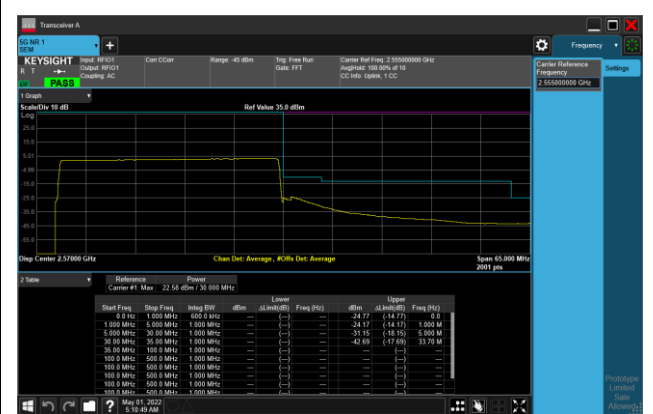 Transceiver A
5G NR 1
SEM
Frequency
KEYSIGHT
R T
PASS
Input: RFIO1
Output: RFIO1
Coupling: AC
Corr CCorr
Range: -45 dBm
Trig: Free Run
Gate: FFT
Carrier Ref Freq: 2.555000000 GHz
Avg|Hold: 100.00% of 10
CC Info: Uplink, 1 CC
Carrier Reference
Frequency
2.555000000 GHz
Settings
1 Graph
Scale/Div 10 dB
Ref Value 35.0 dBm
Log
25.0
15.0
5.01
-4.99
-15.0
-25.0
-35.0
-45.0
-55.0
Disp Center 2.57000 GHz
Chan Det: Average , #Offs Det: Average
Span 65.000 MHz
2001 pts
2 Table
Reference Power
Carrier #1 Max 22.58 dBm / 30.000 MHz
Lower Upper
Start Freq Stop Freq Integ BW dBm ΔLimit(dB) Freq (Hz) dBm ΔLimit(dB) Freq (Hz)
0.0 Hz 1.000 MHz 600.0 kHz --- (---) --- -24.77 (-14.77) 0.0
1.000 MHz 5.000 MHz 1.000 MHz --- (---) --- -24.17 (-14.17) 1.000 M
5.000 MHz 30.00 MHz 1.000 MHz --- (---) --- -31.15 (-18.15) 5.000 M
30.00 MHz 35.00 MHz 1.000 MHz --- (---) --- -42.69 (-17.69) 33.70 M
35.00 MHz 100.0 MHz 1.000 MHz --- (---) --- --- (---) ---
100.0 MHz 500.0 MHz 1.000 MHz --- (---) --- --- (---) ---
100.0 MHz 500.0 MHz 1.000 MHz --- (---) --- --- (---) ---
100.0 MHz 500.0 MHz 1.000 MHz --- (---) --- --- (---) ---
100.0 MHz 500.0 MHz 1.000 MHz --- (---) --- --- (---) ---
May 01, 2022
5:10:49 AM
Prototype
Limited
Sale
Allowed